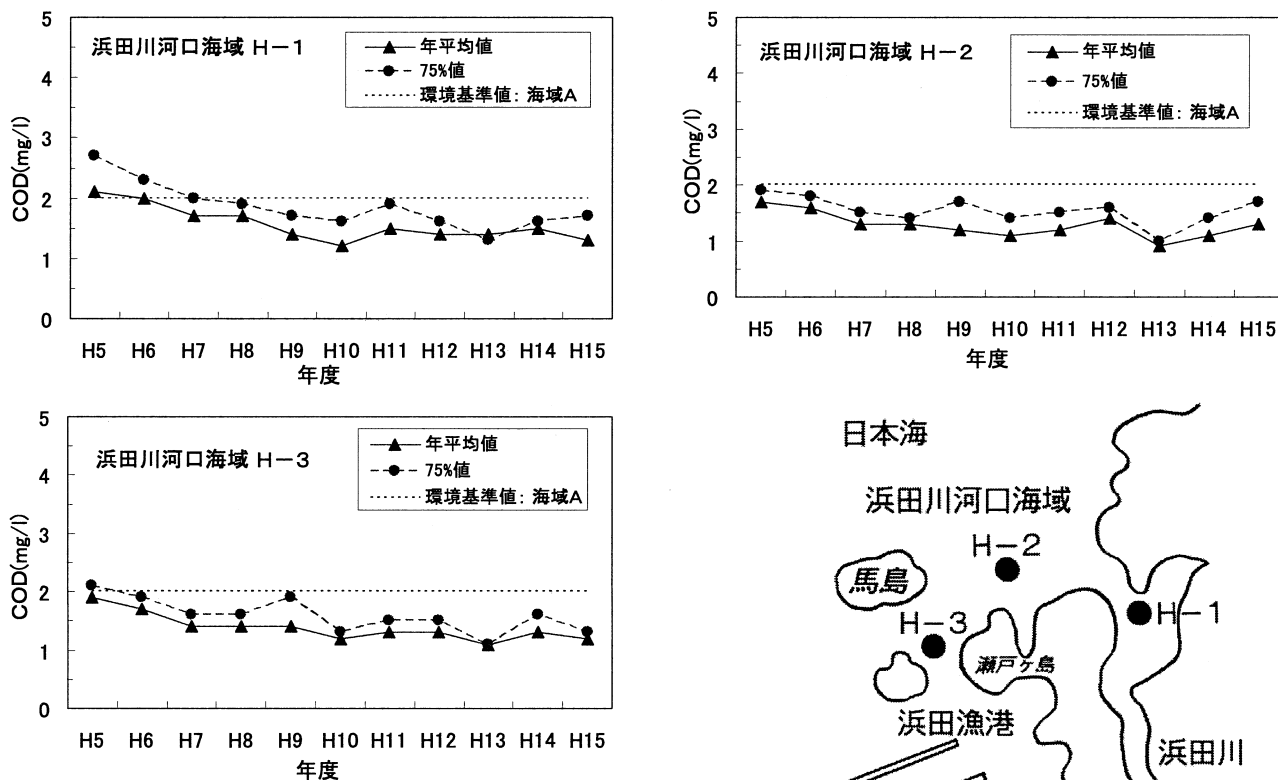 浜田川河口海域 H-1
年平均値
75%値
環境基準値: 海域A
COD(mg/l)
5
4
3
2
1
0
H5 H6 H7 H8 H9 H10 H11 H12 H13 H14 H15
年度
浜田川河口海域 H-2
年平均値
75%値
環境基準値: 海域A
COD(mg/l)
5
4
3
2
1
0
H5 H6 H7 H8 H9 H10 H11 H12 H13 H14 H15
年度
浜田川河口海域 H-3
年平均値
75%値
環境基準値: 海域A
COD(mg/l)
5
4
3
2
1
0
H5 H6 H7 H8 H9 H10 H11 H12 H13 H14 H15
年度
日本海
浜田川河口海域
H-2
馬島
H-1
H-3
瀬戸ヶ島
浜田漁港
浜田川